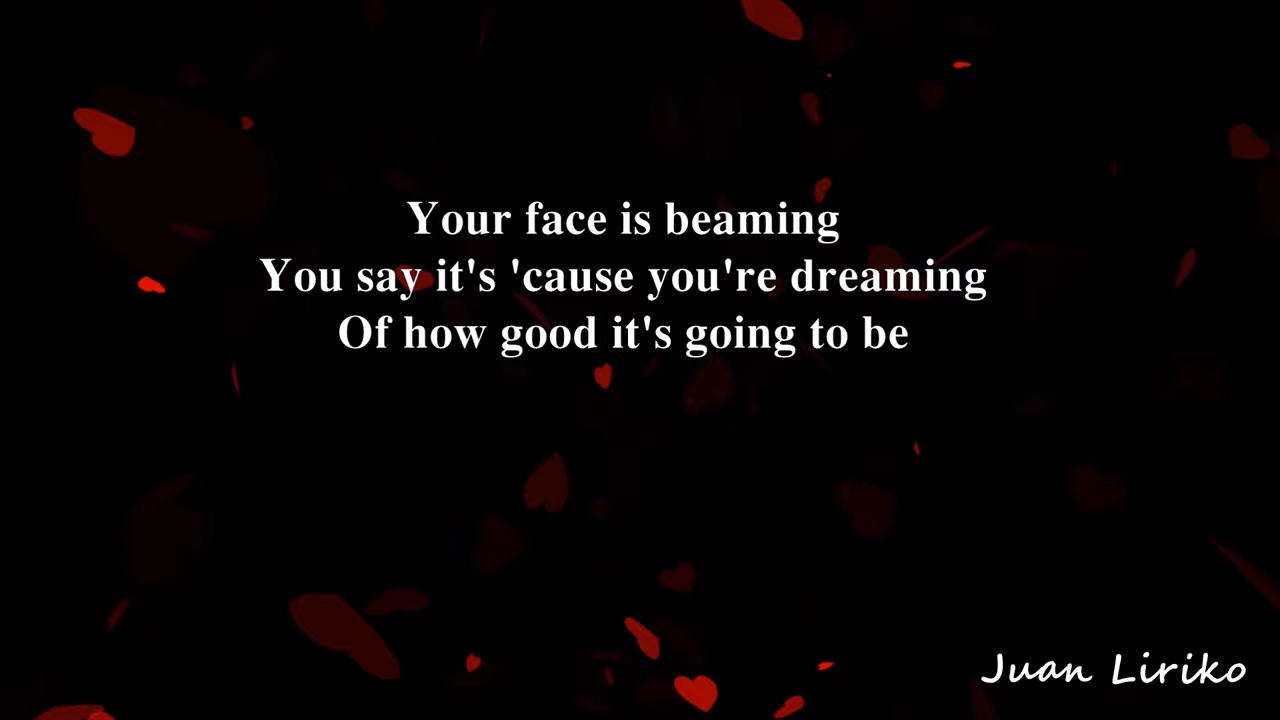 Your face is beaming
You say it's 'cause you're dreaming
Of how good it's going to be
Juan Liriko